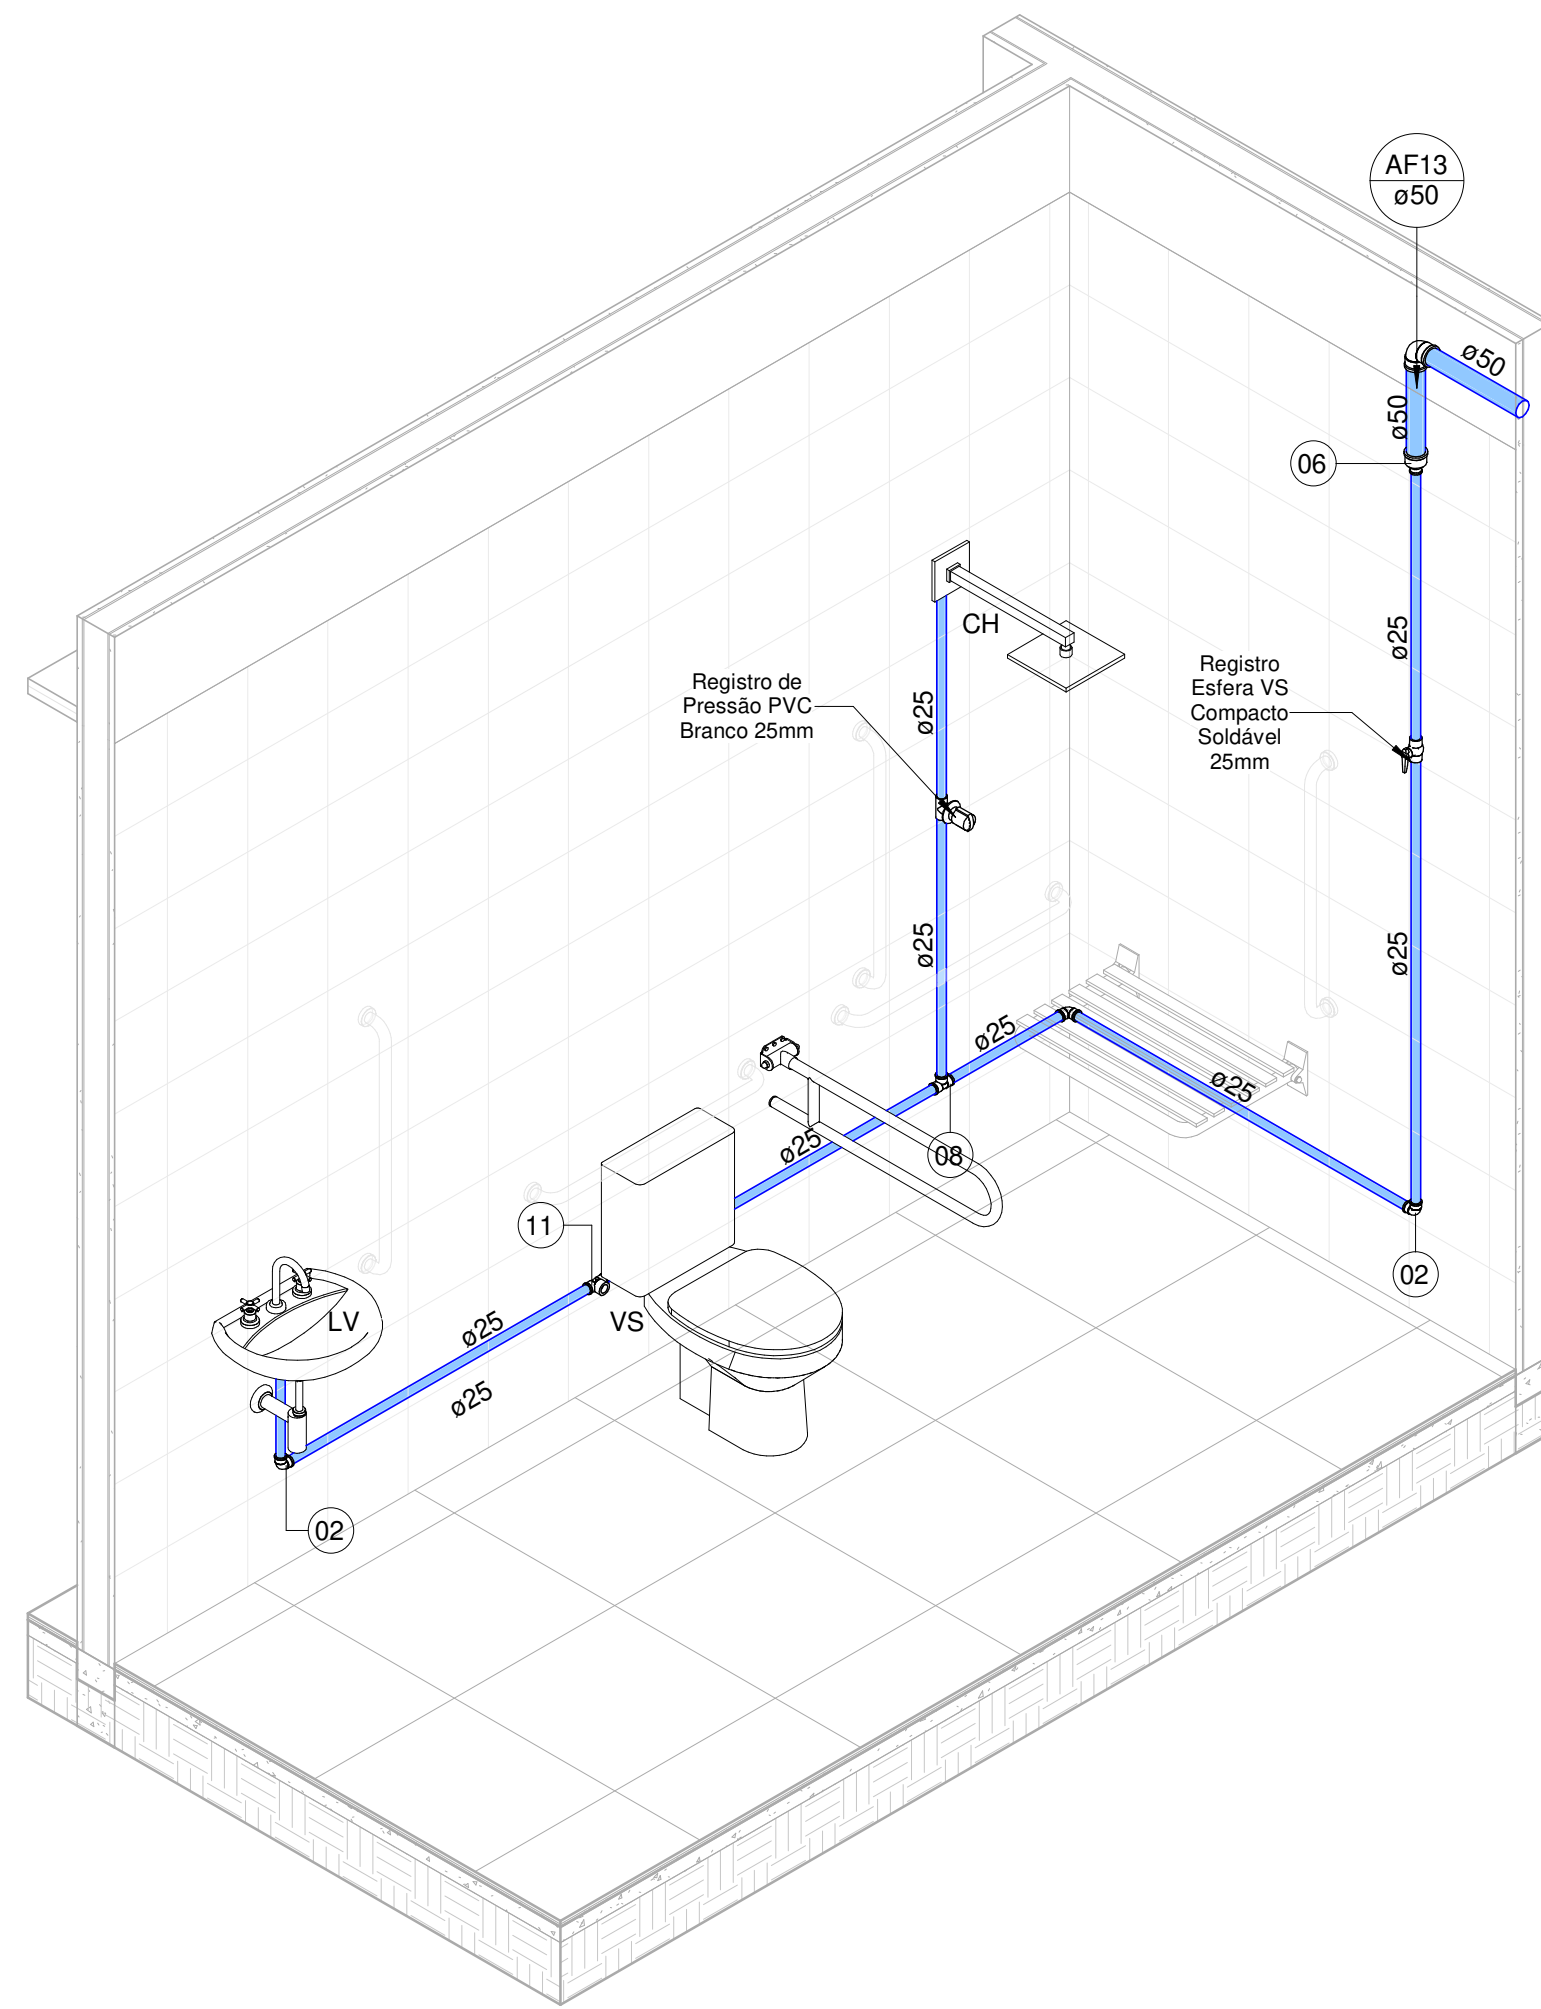 AF13
ø50
ø50
ø50
06
CH
ø25
Registro
Esfera VS
Compacto
Soldável
25mm
Registro de
Pressão PVC
Branco 25mm
ø25
ø25
ø25
ø25
ø25
ø25
08
11
02
LV
VS
ø25
ø25
02